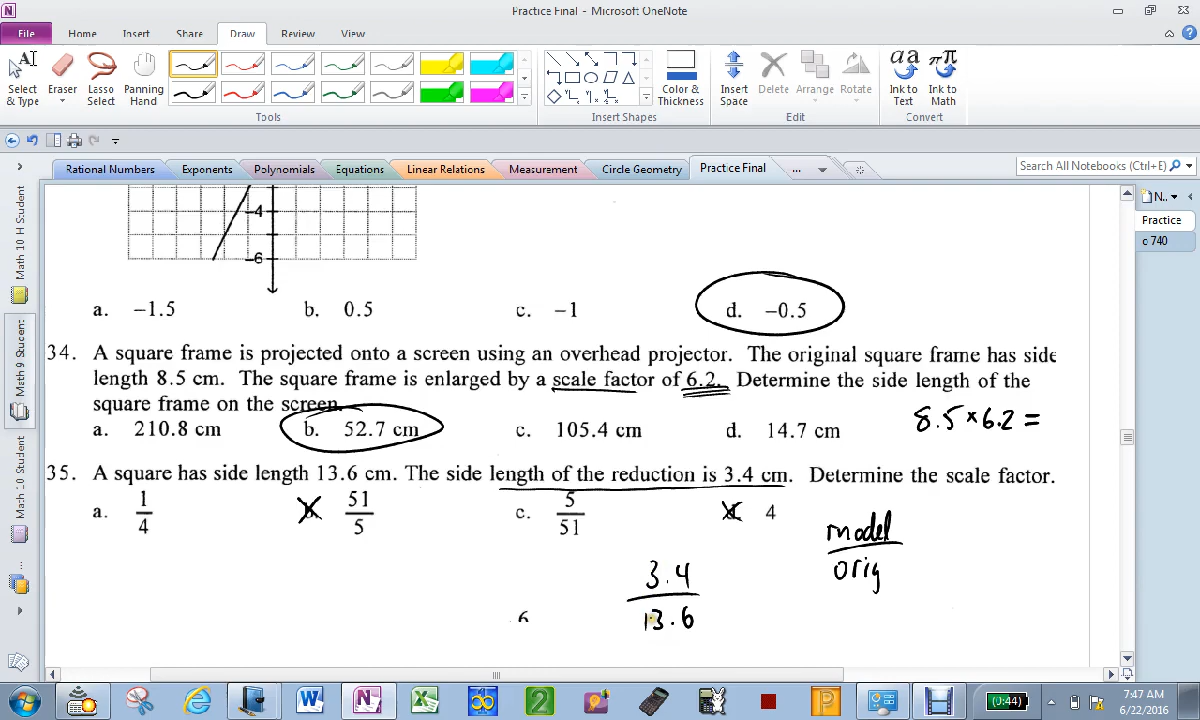 Practice Final - Microsoft OneNote
File Home Insert Share Draw Review View
Select & Type
Eraser
Lasso Select
Panning Hand
Color & Thickness
Insert Space
Delete
Arrange
Rotate
Ink to Text
Ink to Math
Tools
Insert Shapes
Edit
Convert
Rational Numbers Exponents Polynomials Equations Linear Relations Measurement Circle Geometry Practice Final ...
Search All Notebooks (Ctrl+E)
N..
Practice
c 740
Math 10 H Student
Math 9 Student
Math 10 Student
-4
-6
a. -1.5 b. 0.5 c. -1 d. -0.5
34. A square frame is projected onto a screen using an overhead projector. The original square frame has side
length 8.5 cm. The square frame is enlarged by a scale factor of 6.2. Determine the side length of the
square frame on the screen.
8.5 × 6.2 =
a. 210.8 cm b. 52.7 cm c. 105.4 cm d. 14.7 cm
35. A square has side length 13.6 cm. The side length of the reduction is 3.4 cm. Determine the scale factor.
a. 1/4 51/5 c. 5/51 4
model
orig
3.4
13.6
6
(0:44)
7:47 AM
6/22/2016